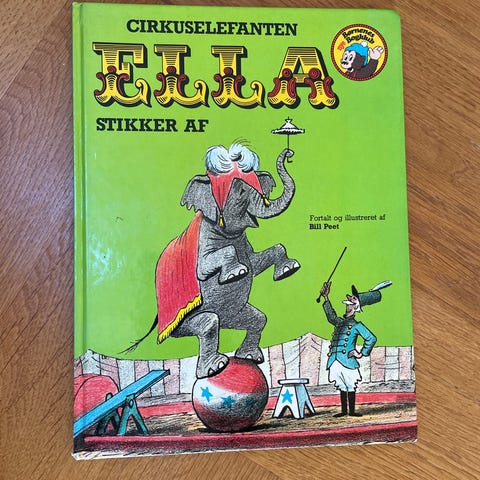 CIRKUSELEFANTEN
ELLA
STIKKER AF
Børnenes
Bogklub
Fortalt og illustreret af
Bill Peet